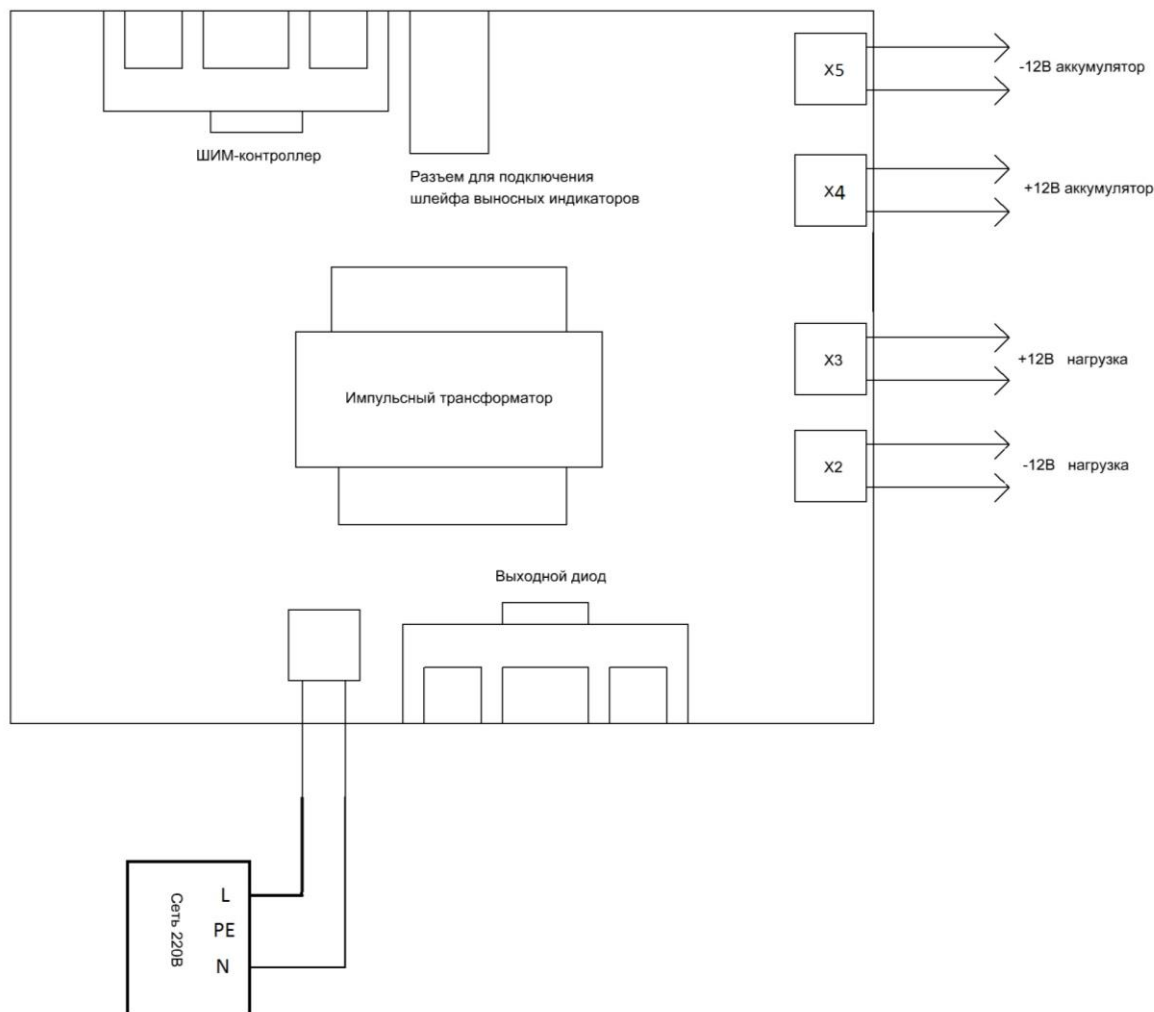 X5
-12В аккумулятор
ШИМ-контроллер
Разъем для подключения
шлейфа выносных индикаторов
X4
+12В аккумулятор
X3
+12В нагрузка
Импульсный трансформатор
X2
-12В нагрузка
Выходной диод
Сеть 220В
L
PE
N